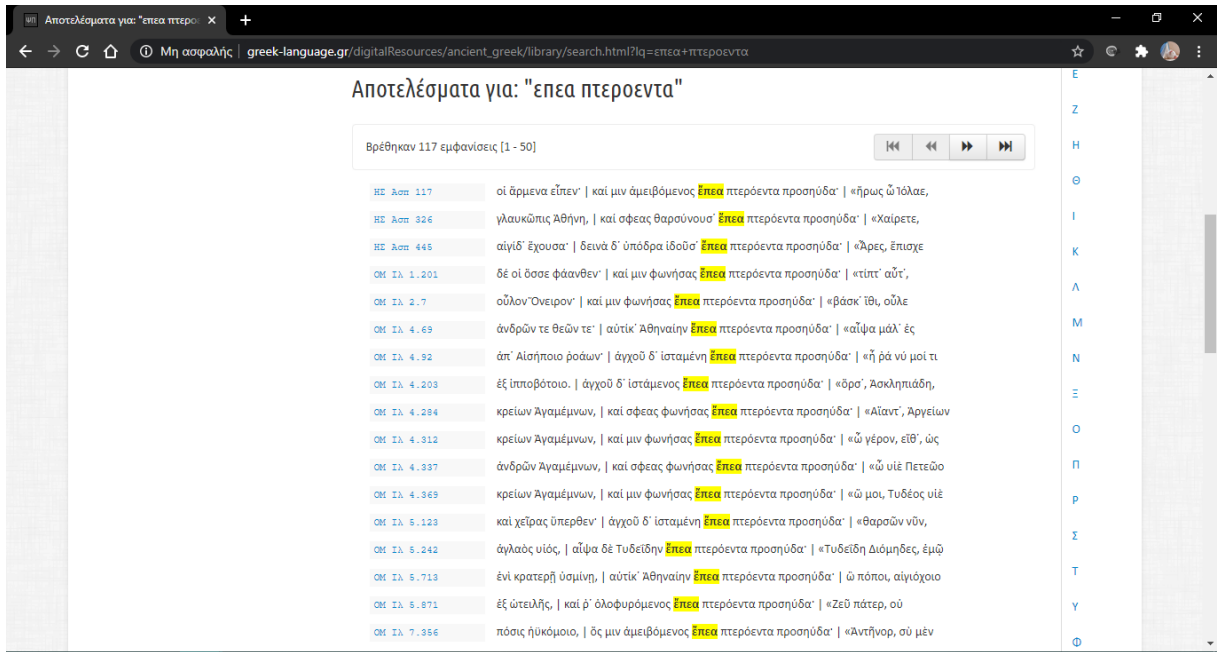 Αποτελέσματα για: "επεα πτερο
Μη ασφαλής | greek-language.gr/digitalResources/ancient_greek/library/search.html?lq=επεα+πτεροεντα
Αποτελέσματα για: "επεα πτεροεντα"
Βρέθηκαν 117 εμφανίσεις [1 - 50]
ΗΣ Ασπ 117 οἱ ἄρμενα εἶπεν· | καί μιν ἀμειβόμενος ἔπεα πτερόεντα προσηύδα· | «ἥρως ὦ Ἰόλαε,
ΗΣ Ασπ 326 γλαυκῶπις Ἀθήνη, | καί σφεας θαρσύνουσ᾽ ἔπεα πτερόεντα προσηύδα· | «Χαίρετε,
ΗΣ Ασπ 445 αἰγίδ᾽ ἔχουσα· | δεινὰ δ᾽ ὑπόδρα ἰδοῦσ᾽ ἔπεα πτερόεντα προσηύδα· | «Ἆρες, ἔπισχε
ΟΜ Ιλ 1.201 δέ οἱ ὄσσε φάανθεν· | καί μιν φωνήσας ἔπεα πτερόεντα προσηύδα· | «τίπτ᾽ αὖτ᾽,
ΟΜ Ιλ 2.7 οὖλον Ὄνειρον· | καί μιν φωνήσας ἔπεα πτερόεντα προσηύδα· | «βάσκ᾽ ἴθι, οὖλε
ΟΜ Ιλ 4.69 ἀνδρῶν τε θεῶν τε· | αὐτίκ᾽ Ἀθηναίην ἔπεα πτερόεντα προσηύδα· | «αἶψα μάλ᾽ ἐς
ΟΜ Ιλ 4.92 ἀπ᾽ Αἰσήποιο ῥοάων· | ἀγχοῦ δ᾽ ἱσταμένη ἔπεα πτερόεντα προσηύδα· | «ἦ ῥά νύ μοί τι
ΟΜ Ιλ 4.203 ἐξ ἱπποβότοιο. | ἀγχοῦ δ᾽ ἱστάμενος ἔπεα πτερόεντα προσηύδα· | «ὄρσ᾽, Ἀσκληπιάδη,
ΟΜ Ιλ 4.284 κρείων Ἀγαμέμνων, | καί σφεας φωνήσας ἔπεα πτερόεντα προσηύδα· | «Αἴαντ᾽, Ἀργείων
ΟΜ Ιλ 4.312 κρείων Ἀγαμέμνων, | καί μιν φωνήσας ἔπεα πτερόεντα προσηύδα· | «ὦ γέρον, εἴθ᾽, ὡς
ΟΜ Ιλ 4.337 ἀνδρῶν Ἀγαμέμνων, | καί σφεας φωνήσας ἔπεα πτερόεντα προσηύδα· | «ὦ υἱὲ Πετεῶο
ΟΜ Ιλ 4.369 κρείων Ἀγαμέμνων, | καί μιν φωνήσας ἔπεα πτερόεντα προσηύδα· | «ὤ μοι, Τυδέος υἱὲ
ΟΜ Ιλ 5.123 καὶ χεῖρας ὕπερθεν· | ἀγχοῦ δ᾽ ἱσταμένη ἔπεα πτερόεντα προσηύδα· | «θαρσῶν νῦν,
ΟΜ Ιλ 5.242 ἀγλαὸς υἱός, | αἶψα δὲ Τυδεΐδην ἔπεα πτερόεντα προσηύδα· | «Τυδεΐδη Διόμηδες, ἐμῷ
ΟΜ Ιλ 5.713 ἐνὶ κρατερῇ ὑσμίνῃ, | αὐτίκ᾽ Ἀθηναίην ἔπεα πτερόεντα προσηύδα· | ὢ πόποι, αἰγιόχοιο
ΟΜ Ιλ 5.871 ἐξ ὠτειλῆς, | καί ῥ᾽ ὀλοφυρόμενος ἔπεα πτερόεντα προσηύδα· | «Ζεῦ πάτερ, οὐ
ΟΜ Ιλ 7.356 πόσις ἠϋκόμοιο, | ὅς μιν ἀμειβόμενος ἔπεα πτερόεντα προσηύδα· | «Ἀντῆνορ, σὺ μὲν
Ε
Ζ
Η
Θ
Ι
Κ
Λ
Μ
Ν
Ξ
Ο
Π
Ρ
Σ
Τ
Υ
Φ